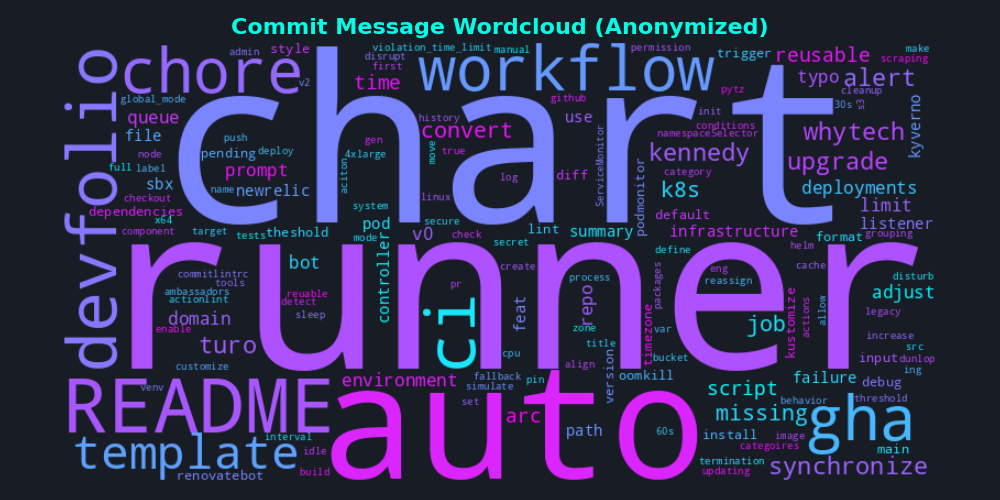 Commit Message Wordcloud (Anonymized)
admin style violation_time_limit manual permission make
disrupt trigger reusable scraping
first
chore workflow
v2 time typo alert
global_mode github pytz cleanup
queue history use init 30s s3
file push convert conditions whytech kyverno
node namespaceSelector
pending deploy gen true move diff ServiceMonitor kennedy
full label 4xlarge category upgrade
sbx prompt aciton log podmonitor k8s deployments
checkout name newrelic linux limit
dependencies system secure default listener
x64 pod
component target tests theshold mode v0 check lint summary infrastructure format grouping
devfolio chart
controller secret define helm
bot create process eng cache disturb
commitlintrc tools reassign
ambassadors reuable repo packages adjust
actionlint detect feat kustomize actions allow
domain sleep pr legacy
enable ci zone timezone var job
turo title increase
runner
cpu version src
customize align bucket input dunlop
environment fallback pin oomkill failure ing
venv simulate script debug
README auto set behavior threshold
arc missing gha
path
template interval 60s install categoires image main
idle termination
renovatebot build updating synchronize